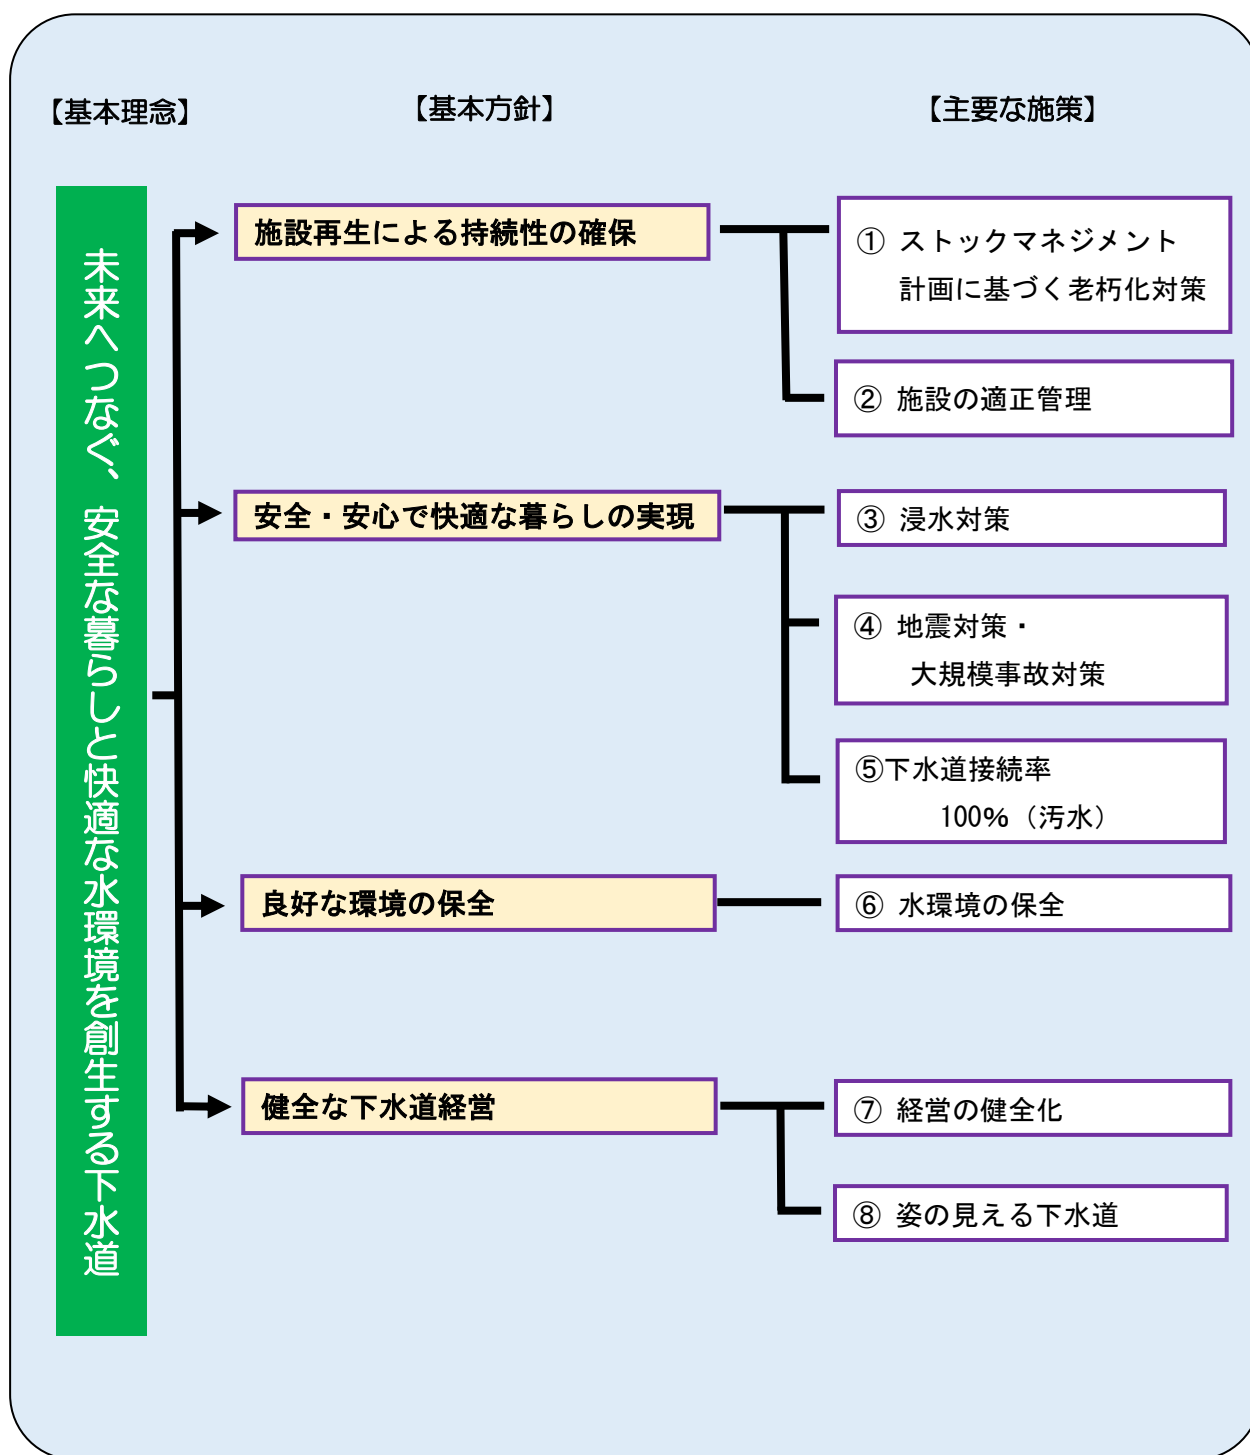 【基本理念】
【基本方針】
【主要な施策】
未来へつなぐ、安全な暮らしと快適な水環境を創生する下水道
施設再生による持続性の確保
① ストックマネジメント
計画に基づく老朽化対策
② 施設の適正管理
安全・安心で快適な暮らしの実現
③ 浸水対策
④ 地震対策・
大規模事故対策
⑤下水道接続率
100%（汚水）
良好な環境の保全
⑥ 水環境の保全
健全な下水道経営
⑦ 経営の健全化
⑧ 姿の見える下水道